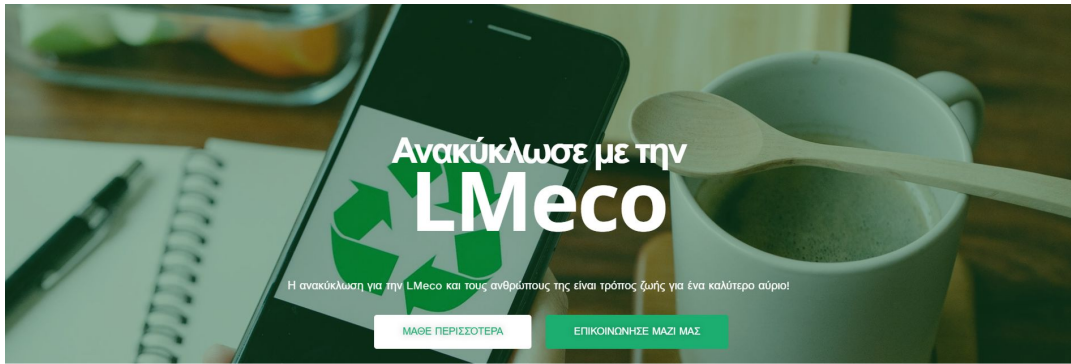 Ανακύκλωσε με την
LMeco
Η ανακύκλωση για την LMeco και τους ανθρώπους της είναι τρόπος ζωής για ένα καλύτερο αύριο!
ΜΑΘΕ ΠΕΡΙΣΣΟΤΕΡΑ
ΕΠΙΚΟΙΝΩΝΗΣΕ ΜΑΖΙ ΜΑΣ